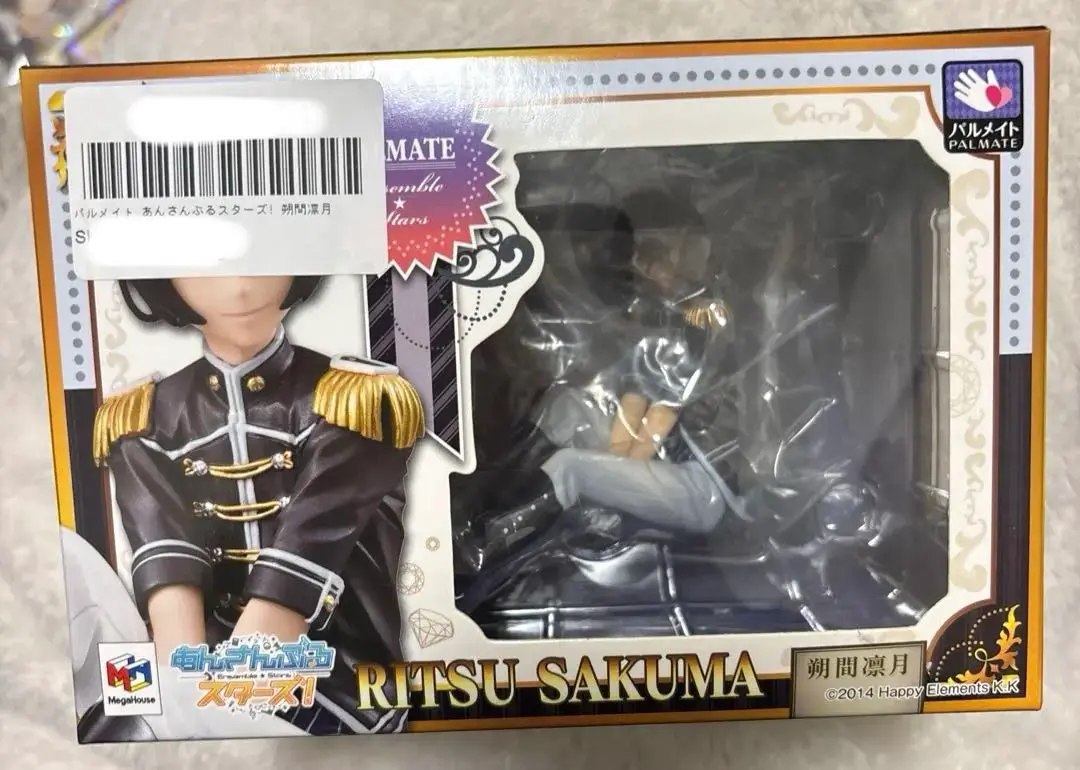 パルメイト あんさんぶるスターズ! 朔間凛月
MATE
semble
★
Stars
パルメイト
PALMATE
MegaHouse
あんさんぶる
Ensemble★Stars
スターズ!
RITSU SAKUMA
朔間凛月
©2014 Happy Elements K.K